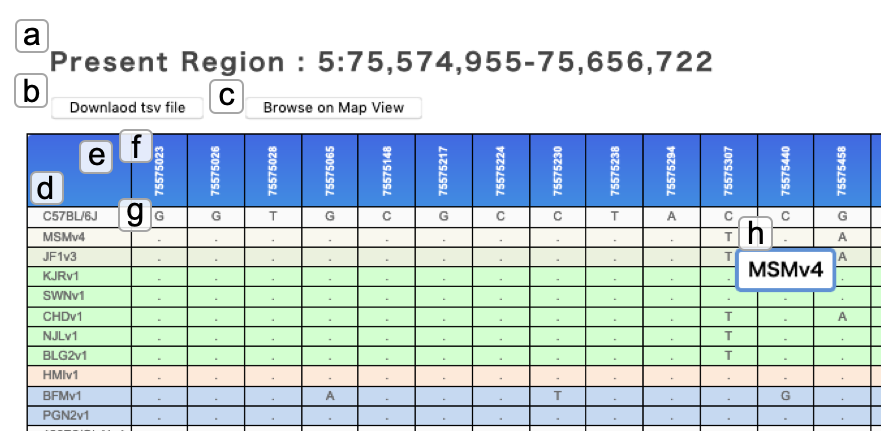 a
Present Region : 5:75,574,955-75,656,722
b Downlaod tsv file c Browse on Map View
d e f 75575023 75575026 75575028 75575065 75575148 75575217 75575224 75575230 75575238 75575294 75575307 75575440 75575458
C57BL/6J g G G T G C G C C T A C C G
MSMv4 . . . . . . . . . . T h . A
JF1v3 . . . . . . . . . . T A
MSMv4
KJRv1 . . . . . . . . . . . .
SWNv1 . . . . . . . . . . . . .
CHDv1 . . . . . . . . . . T . A
NJLv1 . . . . . . . . . . T . .
BLG2v1 . . . . . . . . . . T . .
HMIv1 . . . . . . . . . . . . .
BFMv1 . . . A . . . T . . . G .
PGN2v1 . . . . . . . . . . . . .